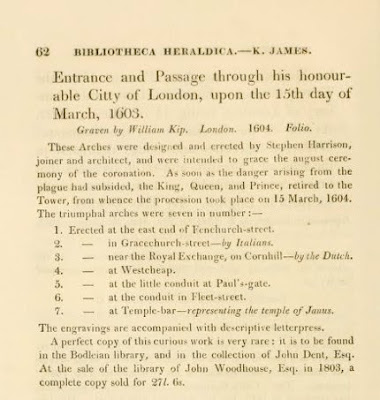 62 BIBLIOTHECA HERALDICA.—K. JAMES.
Entrance and Passage through his honour-
able Citty of London, upon the 15th day of
March, 1603.
Graven by William Kip. London. 1604. Folio.
These Arches were designed and erected by Stephen Harrison,
joiner and architect, and were intended to grace the august cere-
mony of the coronation. As soon as the danger arising from the
plague had subsided, the King, Queen, and Prince, retired to the
Tower, from whence the procession took place on 15 March, 1604.
The triumphal arches were seven in number:—
1. Erected at the east end of Fenchurch-street.
2. — in Gracechurch-street—by Italians.
3. — near the Royal Exchange, on Cornhill—by the Dutch.
4. — at Westcheap.
5. — at the little conduit at Paul's-gate.
6. — at the conduit in Fleet-street.
7. — at Temple-bar—representing the temple of Janus.
The engravings are accompanied with descriptive letterpress.
A perfect copy of this curious work is very rare: it is to be found
in the Bodleian library, and in the collection of John Dent, Esq.
At the sale of the library of John Woodhouse, Esq. in 1803, a
complete copy sold for 27l. 6s.